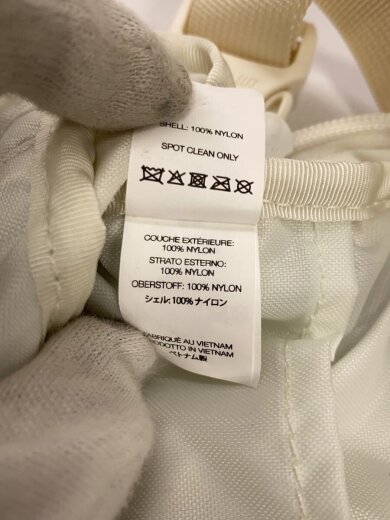 SHELL: 100% NYLON
SPOT CLEAN ONLY
COUCHE EXTÉRIEURE:
100% NYLON
STRATO ESTERNO:
100% NYLON
OBERSTOFF: 100% NYLON
シェル: 100% ナイロン
FABRIQUÉ AU VIETNAM
PRODOTTO IN VIETNAM
ベトナム製